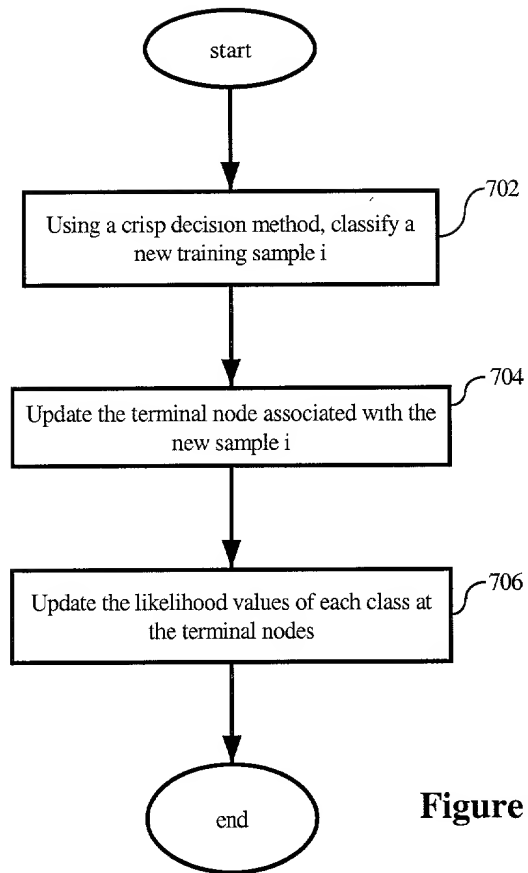 start
702
Using a crisp decision method, classify a
new training sample i
704
Update the terminal node associated with the
new sample i
706
Update the likelihood values of each class at
the terminal nodes
end
Figure